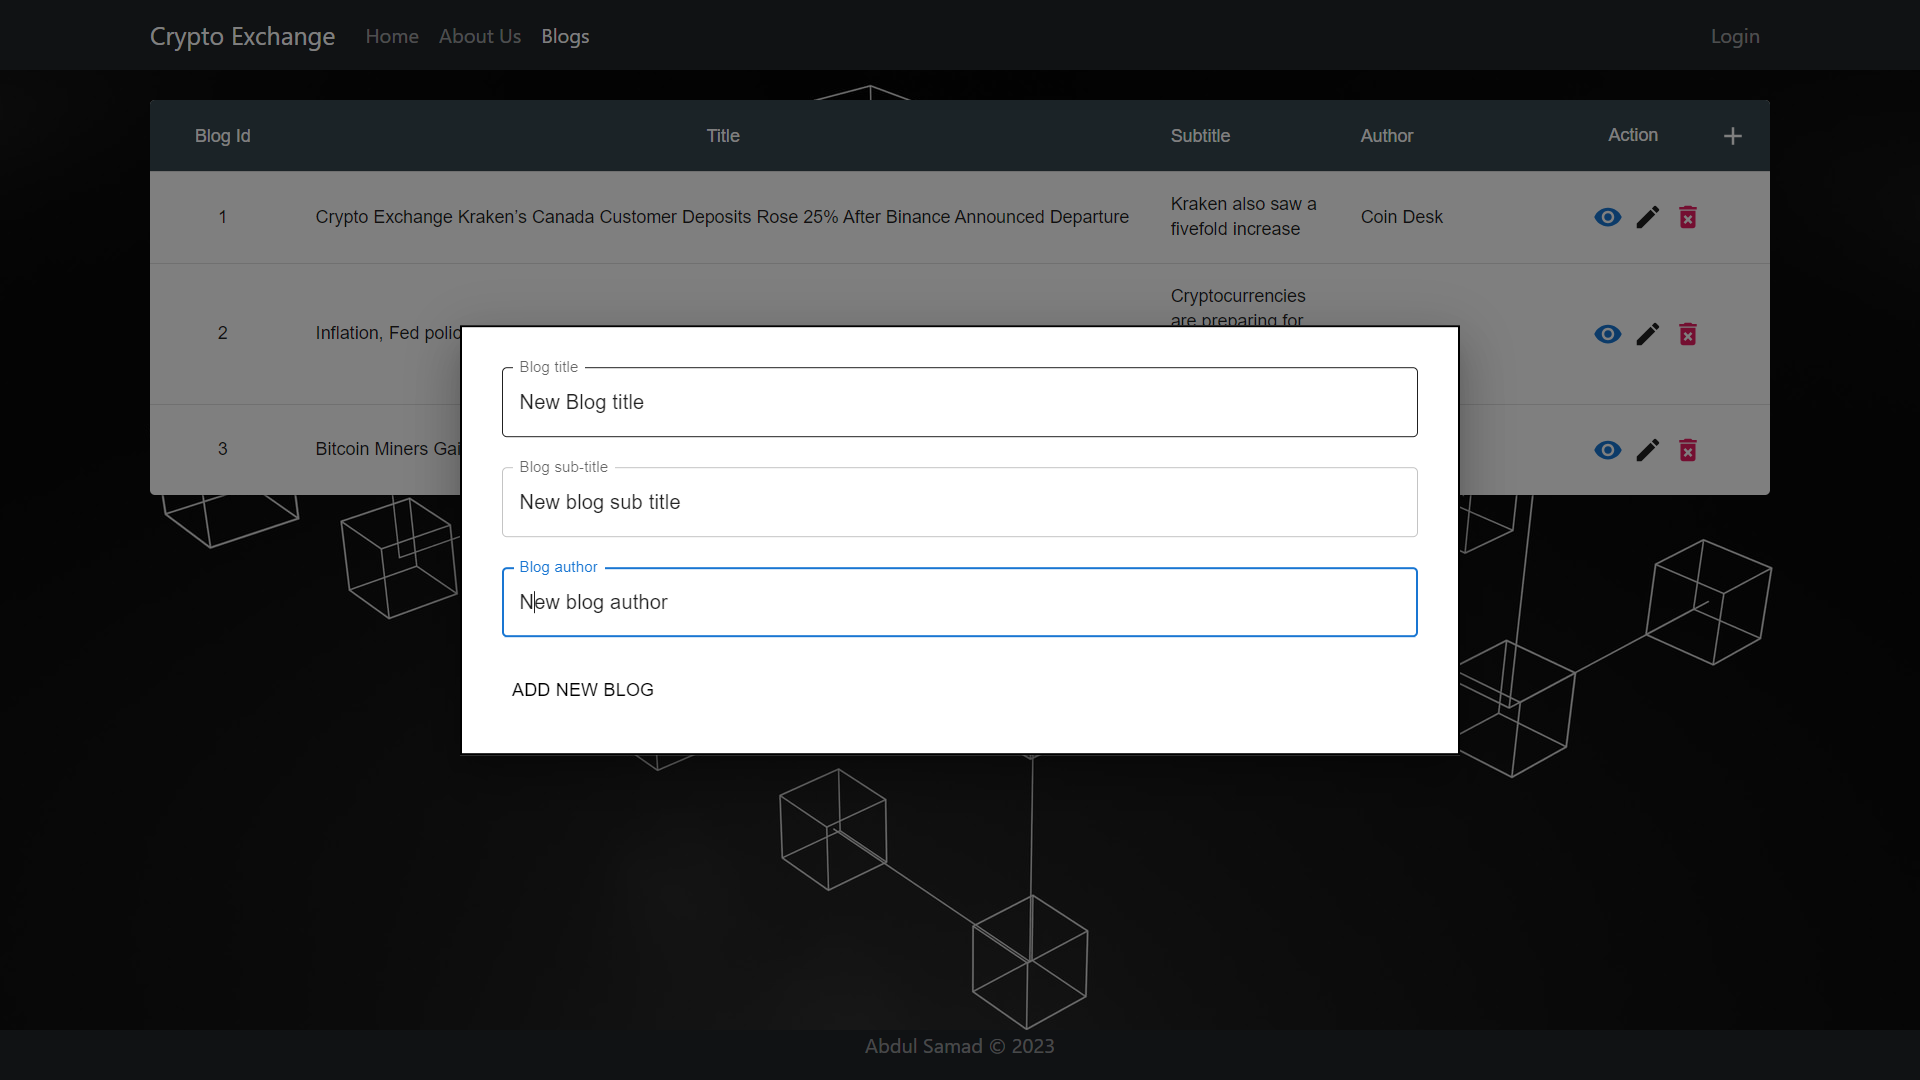 Crypto Exchange Home About Us Blogs Login
Blog Id Title Subtitle Author Action
1 Crypto Exchange Kraken’s Canada Customer Deposits Rose 25% After Binance Announced Departure Kraken also saw a
fivefold increase Coin Desk
Cryptocurrencies
are preparing for
2 Inflation, Fed polic
3 Bitcoin Miners Gai
Blog title
New Blog title
Blog sub-title
New blog sub title
Blog author
New blog author
ADD NEW BLOG
Abdul Samad © 2023